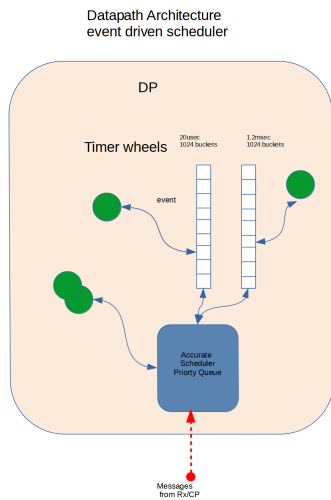 Datapath Architecture
event driven scheduler
DP
20usec
1024 buckets
1.2msec
1024 buckets
Timer wheels
event
Accurate
Scheduler
Priorty Queue
Messages
from Rx/CP